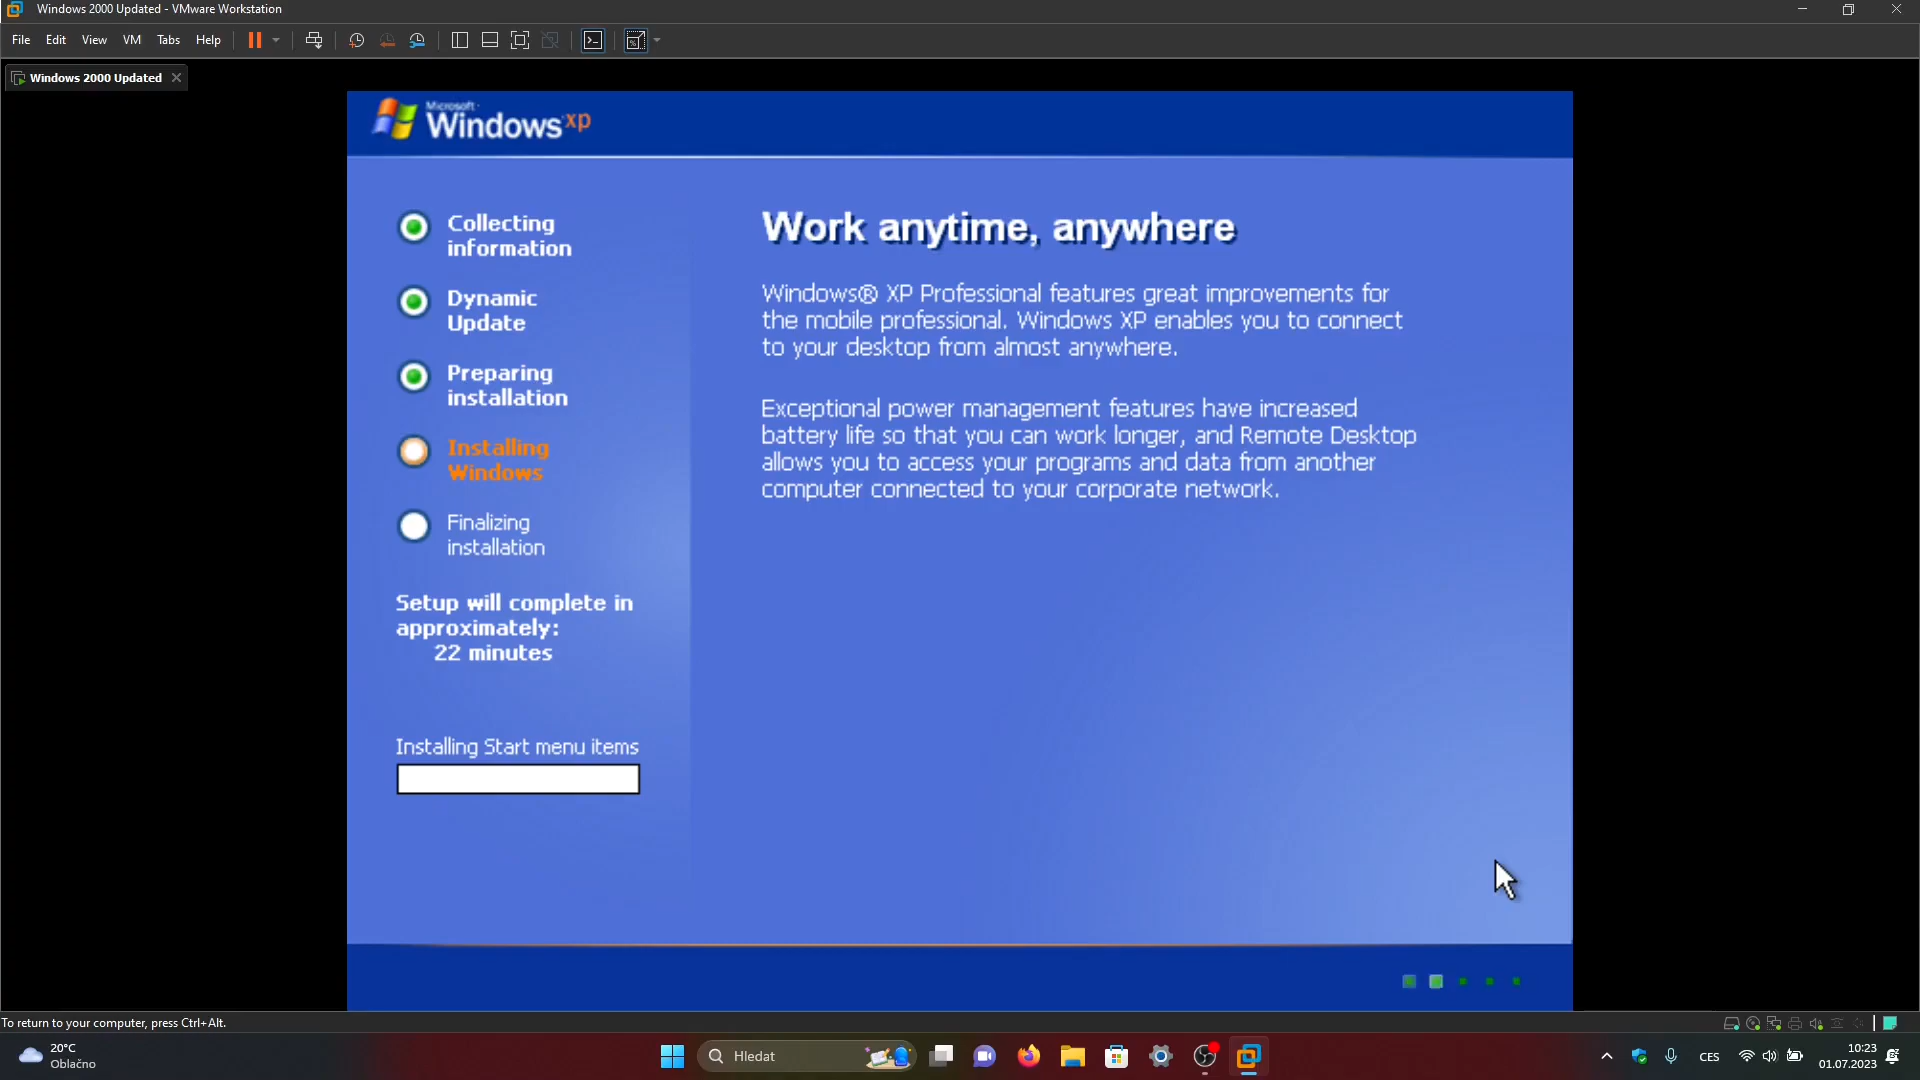 Windows 2000 Updated - VMware Workstation
File Edit View VM Tabs Help
Windows 2000 Updated
Microsoft
Windows xp
Collecting
information
Dynamic
Update
Preparing
installation
Installing
Windows
Finalizing
installation
Setup will complete in
approximately:
22 minutes
Installing Start menu items
Work anytime, anywhere
Windows® XP Professional features great improvements for
the mobile professional. Windows XP enables you to connect
to your desktop from almost anywhere.
Exceptional power management features have increased
battery life so that you can work longer, and Remote Desktop
allows you to access your programs and data from another
computer connected to your corporate network.
To return to your computer, press Ctrl+Alt.
20°C
Oblačno
Hledat
CES
10:23
01.07.2023